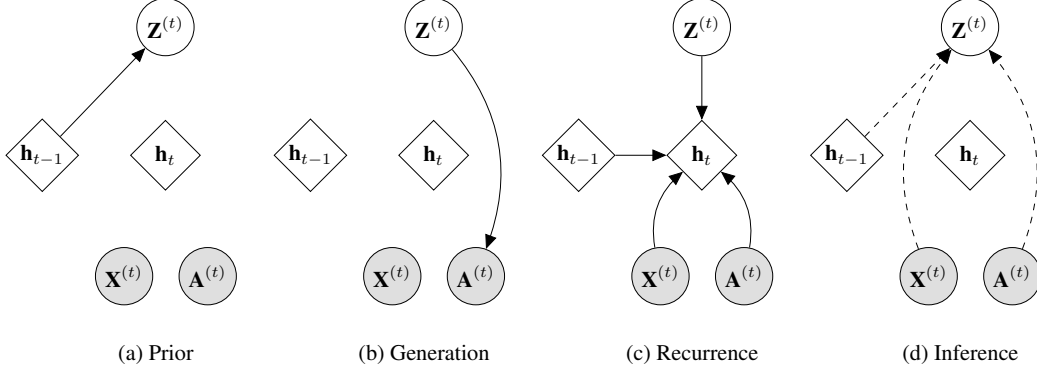 Z^(t) Z^(t) Z^(t) Z^(t)
h_{t−1} h_t h_{t−1} h_t h_{t−1} h_t h_{t−1} h_t
X^(t) A^(t) X^(t) A^(t) X^(t) A^(t) X^(t) A^(t)
(a) Prior (b) Generation (c) Recurrence (d) Inference